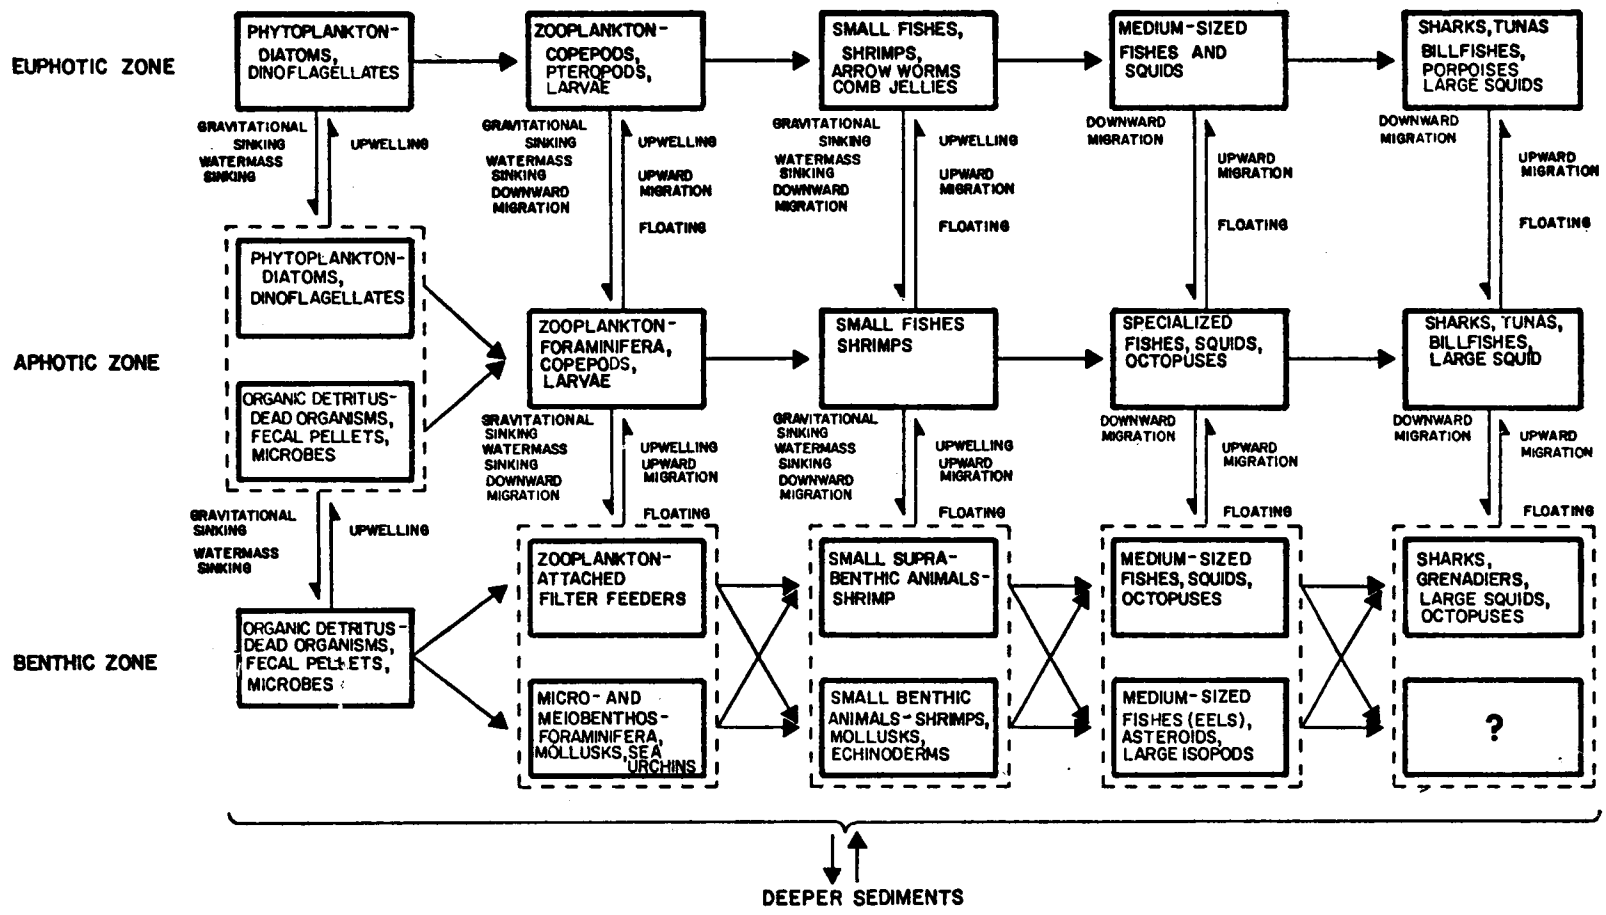 EUPHOTIC ZONE
PHYTOPLANKTON-
DIATOMS,
DINOFLAGELLATES
ZOOPLANKTON-
COPEPODS,
PTEROPODS,
LARVAE
SMALL FISHES,
SHRIMPS,
ARROW WORMS
COMB JELLIES
MEDIUM-SIZED
FISHES AND
SQUIDS
SHARKS, TUNAS
BILLFISHES,
PORPOISES
LARGE SQUIDS
GRAVITATIONAL
SINKING
WATERMASS
SINKING
UPWELLING
GRAVITATIONAL
SINKING
WATERMASS
SINKING
DOWNWARD
MIGRATION
UPWELLING
UPWARD
MIGRATION
FLOATING
GRAVITATIONAL
SINKING
WATERMASS
SINKING
DOWNWARD
MIGRATION
UPWELLING
UPWARD
MIGRATION
FLOATING
DOWNWARD
MIGRATION
UPWARD
MIGRATION
FLOATING
DOWNWARD
MIGRATION
UPWARD
MIGRATION
FLOATING
APHOTIC ZONE
PHYTOPLANKTON-
DIATOMS,
DINOFLAGELLATES
ORGANIC DETRITUS-
DEAD ORGANISMS,
FECAL PELLETS,
MICROBES
ZOOPLANKTON-
FORAMINIFERA,
COPEPODS,
LARVAE
SMALL FISHES
SHRIMPS
SPECIALIZED
FISHES, SQUIDS,
OCTOPUSES
SHARKS, TUNAS,
BILLFISHES,
LARGE SQUID
GRAVITATIONAL
SINKING
WATERMASS
SINKING
UPWELLING
GRAVITATIONAL
SINKING
WATERMASS
SINKING
DOWNWARD
MIGRATION
UPWELLING
UPWARD
MIGRATION
FLOATING
GRAVITATIONAL
SINKING
WATERMASS
SINKING
DOWNWARD
MIGRATION
UPWELLING
UPWARD
MIGRATION
FLOATING
DOWNWARD
MIGRATION
UPWARD
MIGRATION
FLOATING
DOWNWARD
MIGRATION
UPWARD
MIGRATION
FLOATING
BENTHIC ZONE
ORGANIC DETRITUS-
DEAD ORGANISMS,
FECAL PELLETS,
MICROBES
ZOOPLANKTON-
ATTACHED
FILTER FEEDERS
MICRO- AND
MEIOBENTHOS-
FORAMINIFERA,
MOLLUSKS, SEA
URCHINS
SMALL SUPRA-
BENTHIC ANIMALS-
SHRIMP
SMALL BENTHIC
ANIMALS-SHRIMPS,
MOLLUSKS,
ECHINODERMS
MEDIUM-SIZED
FISHES, SQUIDS,
OCTOPUSES
MEDIUM-SIZED
FISHES (EELS),
ASTEROIDS,
LARGE ISOPODS
SHARKS,
GRENADIERS,
LARGE SQUIDS,
OCTOPUSES
?
DEEPER SEDIMENTS